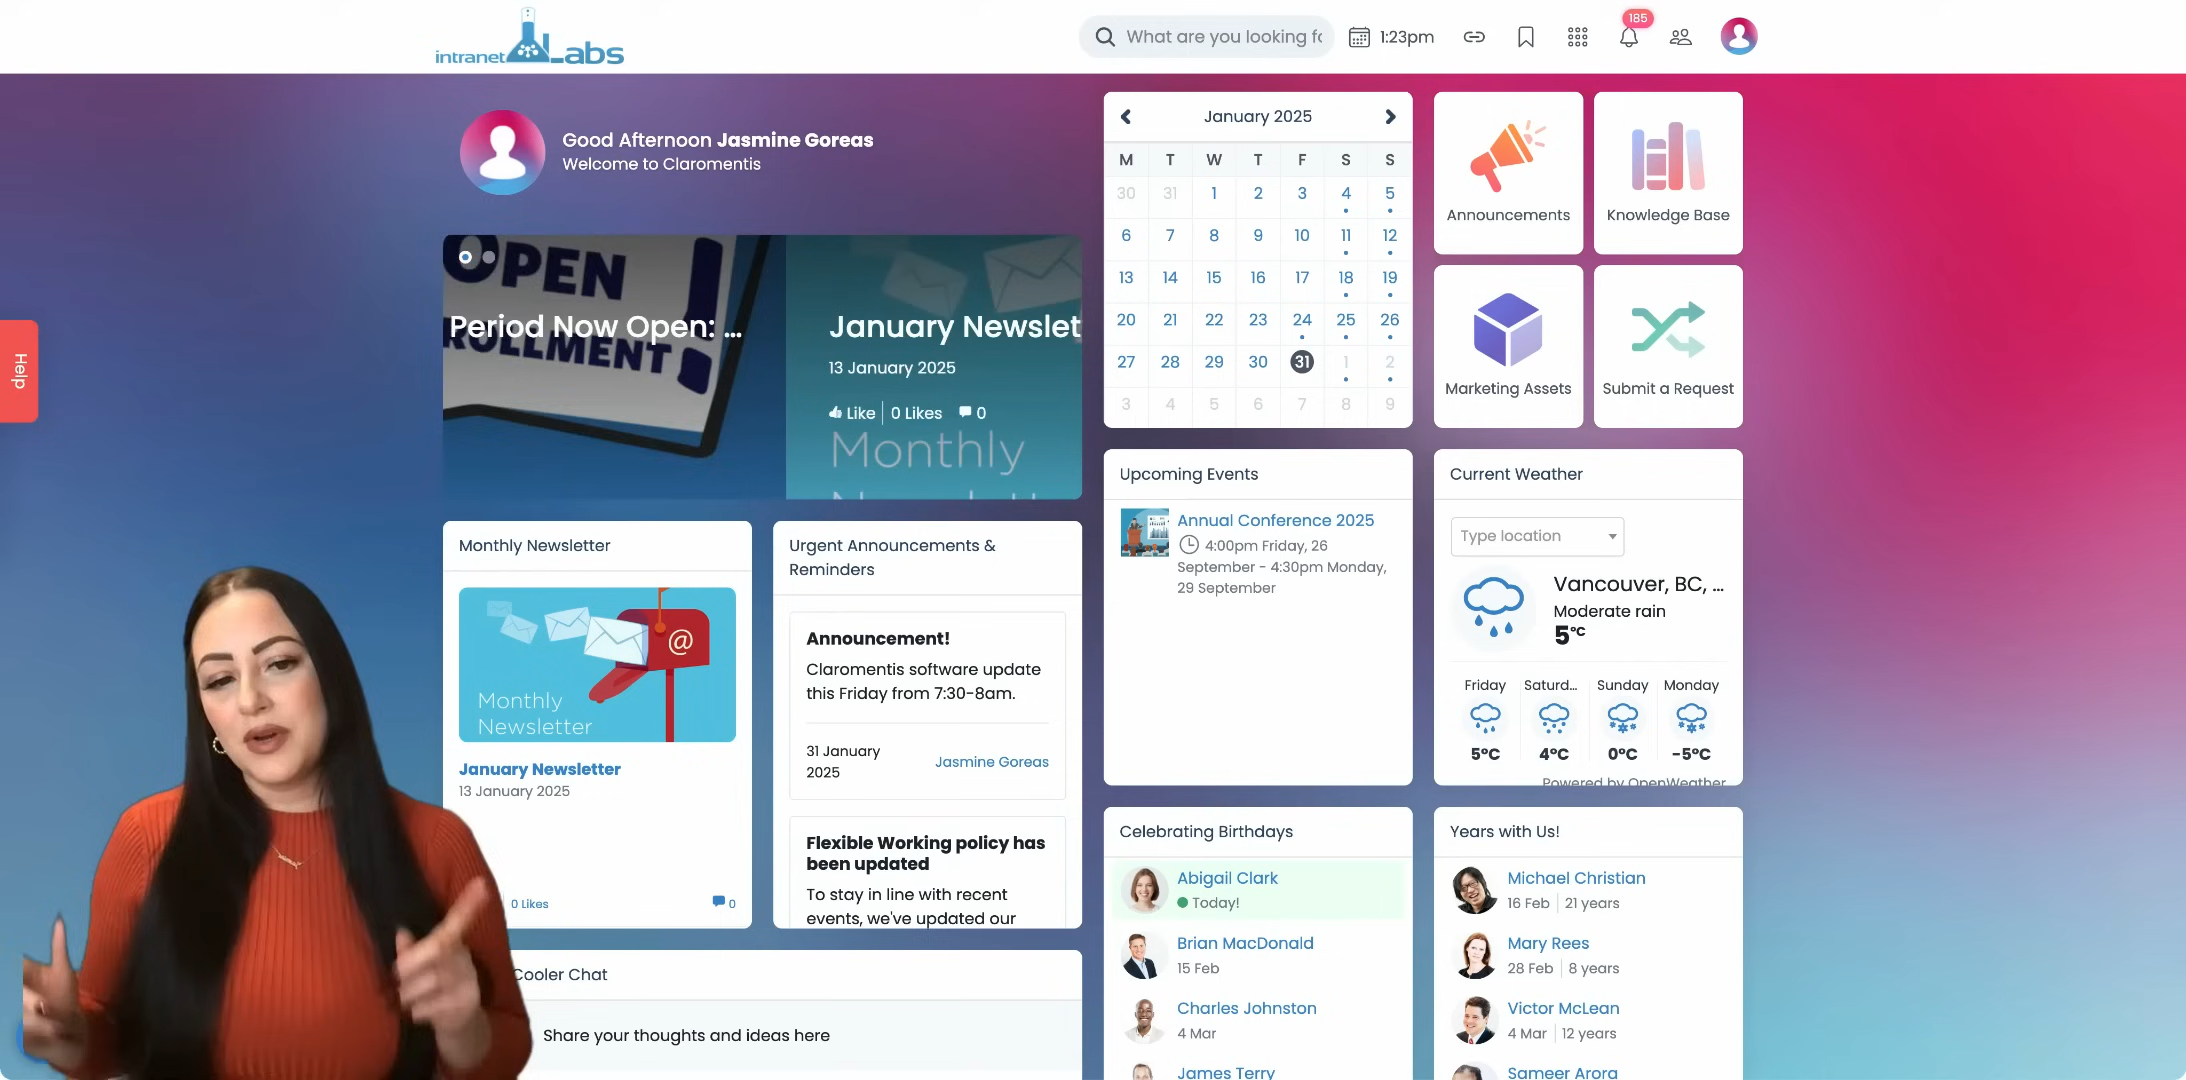 intranet Labs
What are you looking fo
1:23pm
185
Good Afternoon Jasmine Goreas
Welcome to Claromentis
Help
OPEN
ENROLLMENT
Period Now Open: ...
January Newslet
13 January 2025
Like
0 Likes
0
Monthly
January 2025
M T W T F S S
30 31 1 2 3 4 5
6 7 8 9 10 11 12
13 14 15 16 17 18 19
20 21 22 23 24 25 26
27 28 29 30 31 1 2
3 4 5 6 7 8 9
Announcements
Knowledge Base
Marketing Assets
Submit a Request
Monthly Newsletter
@
Monthly
Newsletter
January Newsletter
13 January 2025
0 Likes
0
Urgent Announcements &
Reminders
Announcement!
Claromentis software update
this Friday from 7:30-8am.
31 January
2025
Jasmine Goreas
Flexible Working policy has
been updated
To stay in line with recent
events, we've updated our
Upcoming Events
Annual Conference 2025
4:00pm Friday, 26
September - 4:30pm Monday,
29 September
Current Weather
Type location
Vancouver, BC, ...
Moderate rain
5°C
Friday Saturd... Sunday Monday
5°C 4°C 0°C -5°C
Powered by OpenWeather
Cooler Chat
Share your thoughts and ideas here
Celebrating Birthdays
Abigail Clark
Today!
Brian MacDonald
15 Feb
Charles Johnston
4 Mar
James Terry
Years with Us!
Michael Christian
16 Feb 21 years
Mary Rees
28 Feb 8 years
Victor McLean
4 Mar 12 years
Sameer Arora